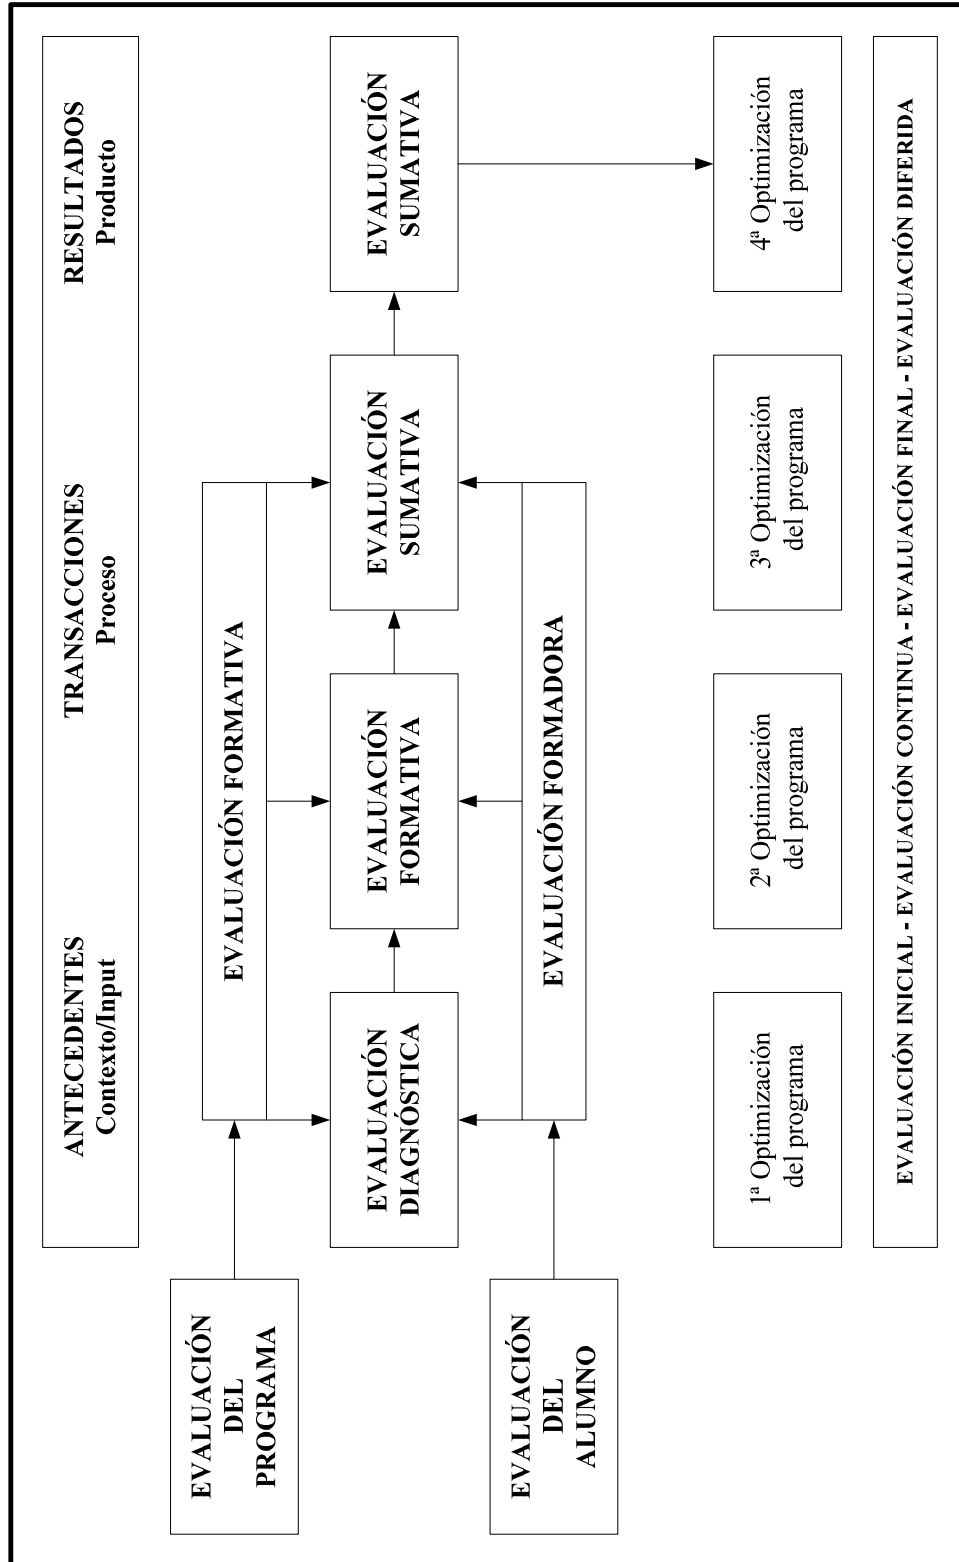 ANTECEDENTES
Contexto/Input
TRANSACCIONES
Proceso
RESULTADOS
Producto
EVALUACIÓN
DEL
PROGRAMA
EVALUACIÓN FORMATIVA
EVALUACIÓN
DIAGNÓSTICA
EVALUACIÓN
FORMATIVA
EVALUACIÓN
SUMATIVA
EVALUACIÓN
SUMATIVA
EVALUACIÓN
DEL
ALUMNO
EVALUACIÓN FORMADORA
1ª Optimización
del programa
2ª Optimización
del programa
3ª Optimización
del programa
4ª Optimización
del programa
EVALUACIÓN INICIAL - EVALUACIÓN CONTINUA - EVALUACIÓN FINAL - EVALUACIÓN DIFERIDA